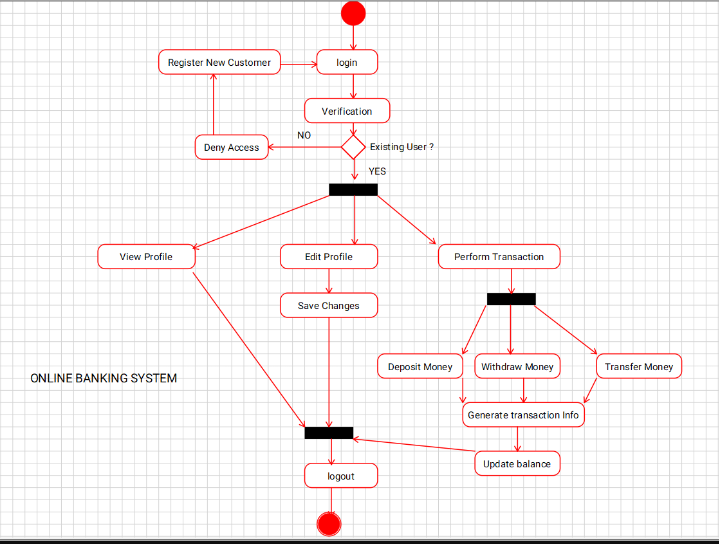 Register New Customer
login
Verification
NO
Deny Access
Existing User ?
YES
View Profile
Edit Profile
Perform Transaction
Save Changes
Deposit Money
Withdraw Money
Transfer Money
ONLINE BANKING SYSTEM
Generate transaction Info
Update balance
logout